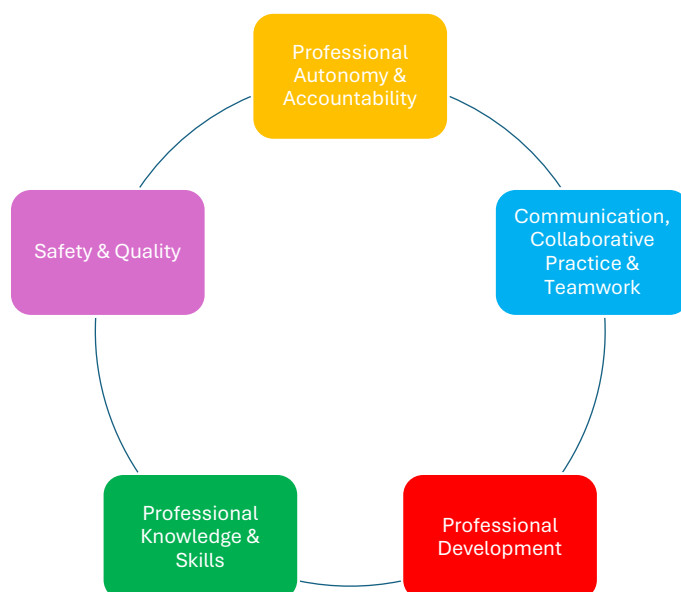 Professional
Autonomy &
Accountability
Communication,
Collaborative
Practice &
Teamwork
Professional
Development
Professional
Knowledge &
Skills
Safety & Quality